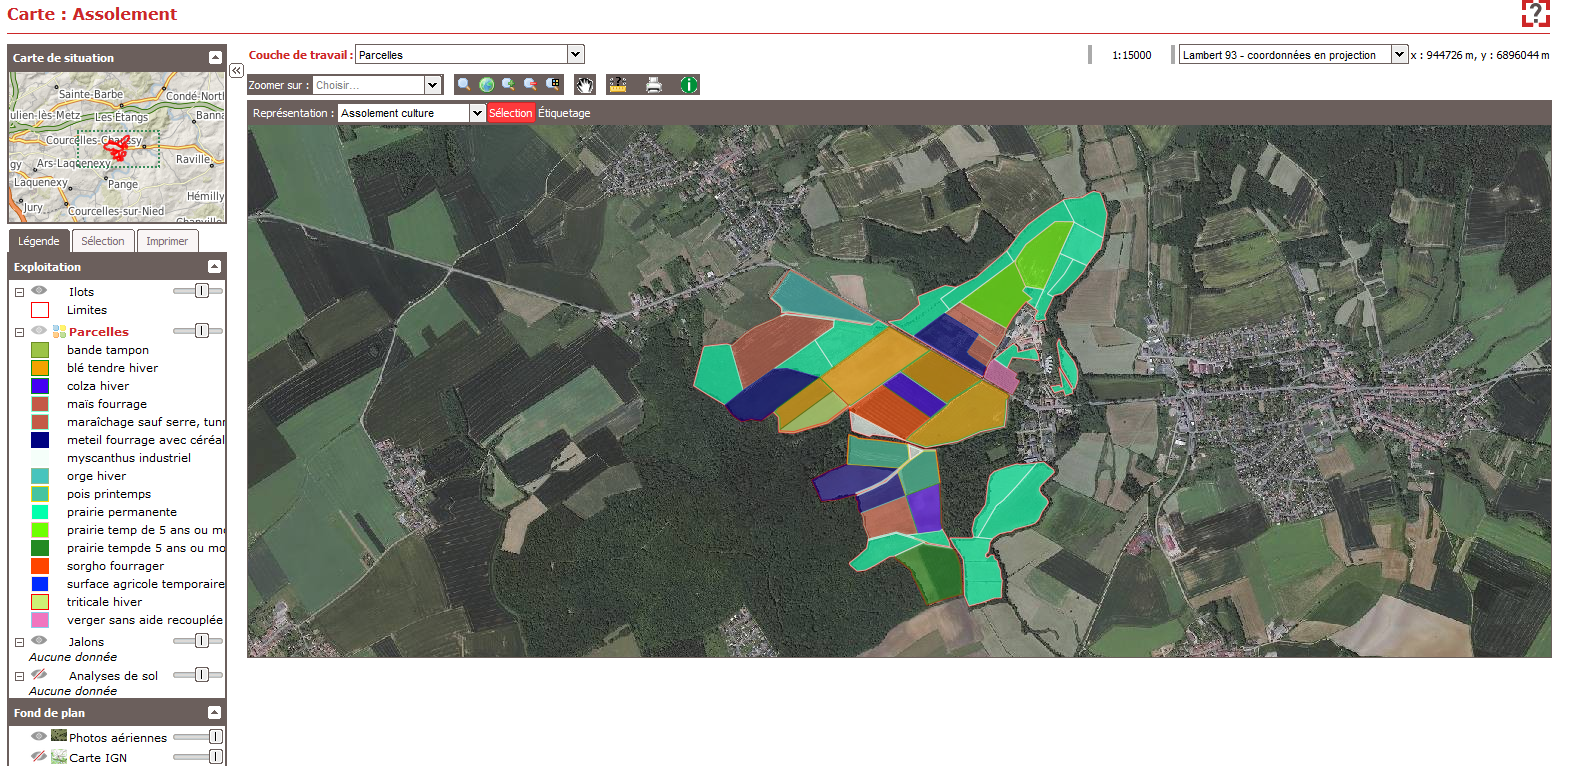 Carte : Assolement
?
Carte de situation
Sainte-Barbe
Condé-Nort
ulien-lès-Metz
Les Étangs
Banna
Courcelles-Chaussy
Ars-Laquenexy
Raville
gy
Laquenexy
Pange
Hémilly
Jury
Courcelles-sur-Nied
Chanville
Légende
Sélection
Imprimer
Exploitation
Ilots
Limites
Parcelles
bande tampon
blé tendre hiver
colza hiver
maïs fourrage
maraîchage sauf serre, tunn
meteil fourrage avec céréal
myscanthus industriel
orge hiver
pois printemps
prairie permanente
prairie temp de 5 ans ou mo
prairie tempde 5 ans ou mo
sorgho fourrager
surface agricole temporaire
triticale hiver
verger sans aide recouplée
Jalons
Aucune donnée
Analyses de sol
Aucune donnée
Fond de plan
Photos aériennes
Carte IGN
Couche de travail : Parcelles
1:15000
Lambert 93 - coordonnées en projection
x : 944726 m, y : 6896044 m
Zoomer sur : Choisir...
Représentation : Assolement culture
Sélection
Étiquetage